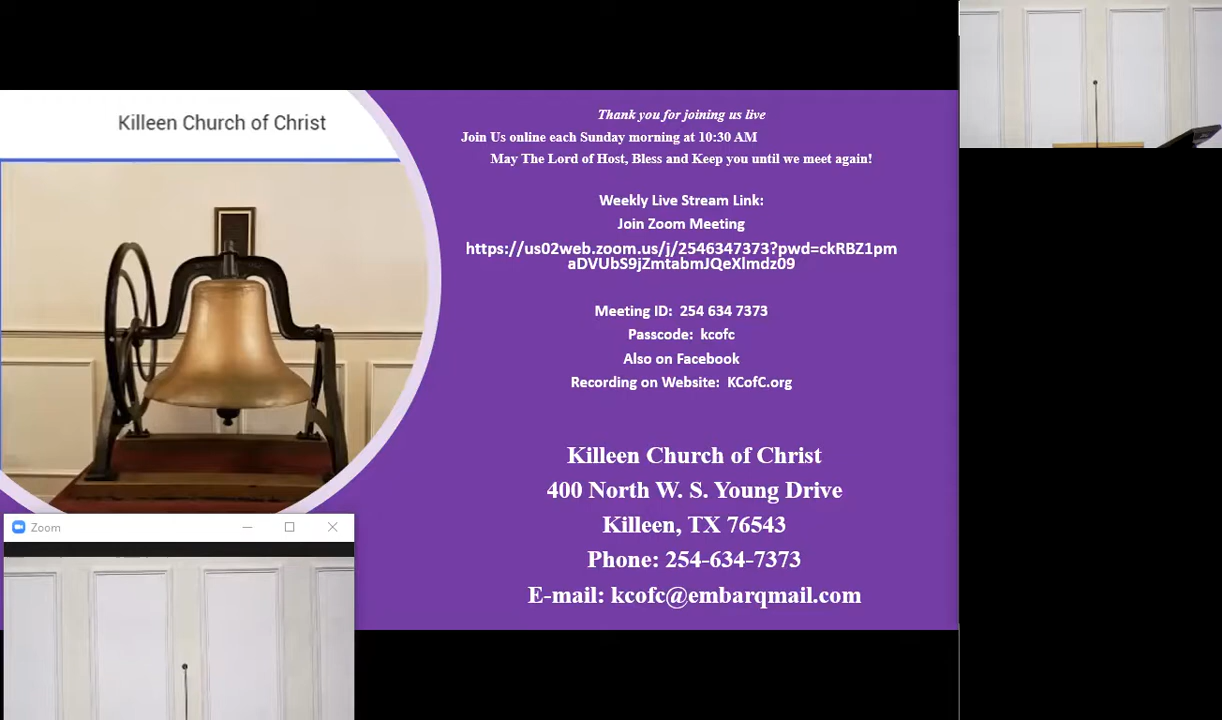 Killeen Church of Christ
Thank you for joining us live
Join Us online each Sunday morning at 10:30 AM
May The Lord of Host, Bless and Keep you until we meet again!
Weekly Live Stream Link:
Join Zoom Meeting
https://us02web.zoom.us/j/2546347373?pwd=ckRBZ1pm
aDVUbS9jZmtabmJQeXlmdz09
Meeting ID:  254 634 7373
Passcode:  kcofc
Also on Facebook
Recording on Website:  KCofC.org
Killeen Church of Christ
400 North W. S. Young Drive
Killeen, TX 76543
Phone: 254-634-7373
E-mail: kcofc@embarqmail.com
Zoom